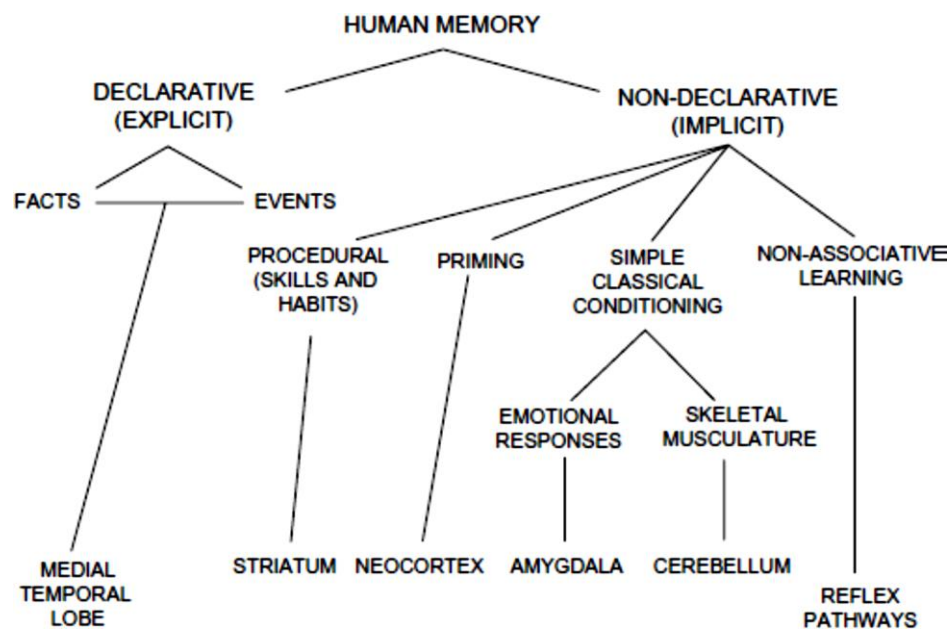 HUMAN MEMORY
DECLARATIVE
(EXPLICIT)
NON-DECLARATIVE
(IMPLICIT)
FACTS
EVENTS
PROCEDURAL
(SKILLS AND
HABITS)
PRIMING
SIMPLE
CLASSICAL
CONDITIONING
NON-ASSOCIATIVE
LEARNING
EMOTIONAL
RESPONSES
SKELETAL
MUSCULATURE
MEDIAL
TEMPORAL
LOBE
STRIATUM
NEOCORTEX
AMYGDALA
CEREBELLUM
REFLEX
PATHWAYS